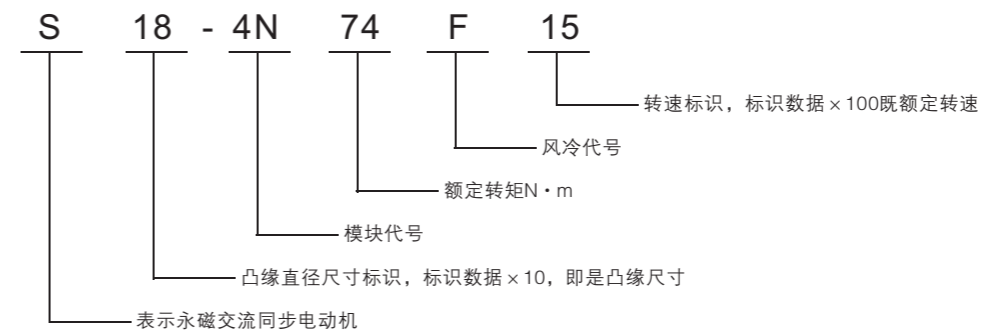 S 18 - 4N 74 F 15
转速标识，标识数据×100既额定转速
风冷代号
额定转矩N·m
模块代号
凸缘直径尺寸标识，标识数据×10，即是凸缘尺寸
表示永磁交流同步电动机